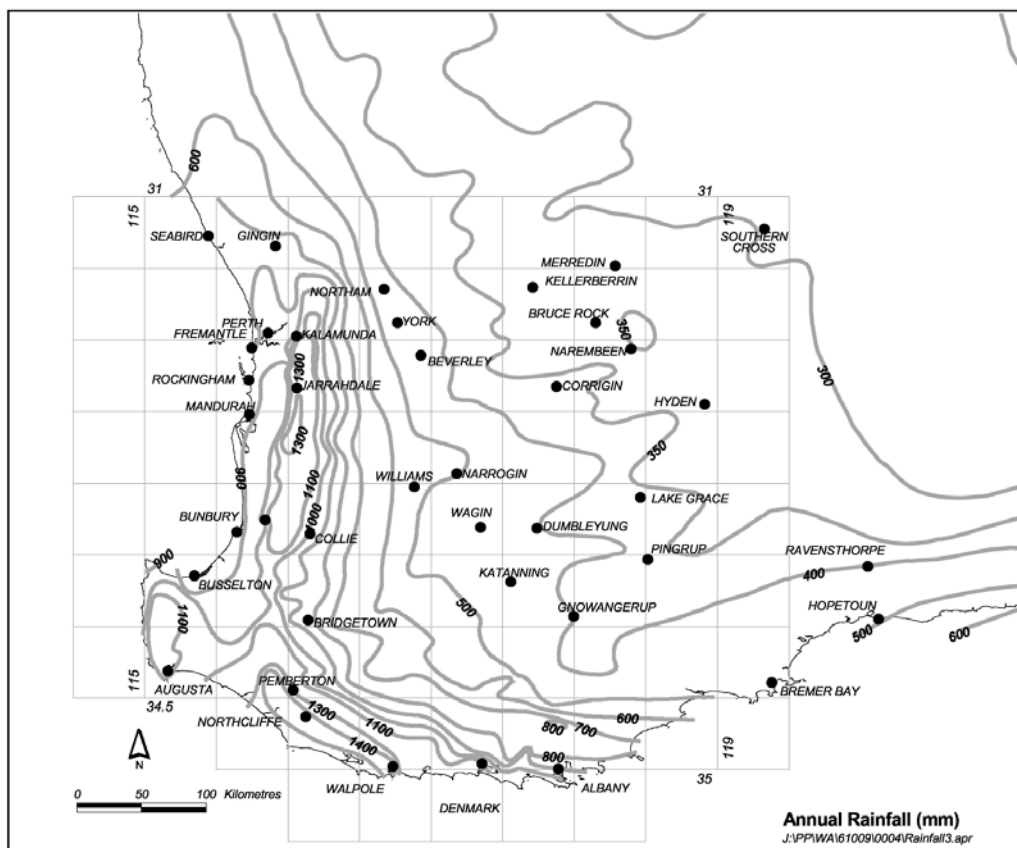 600
31
31
115
119
SEABIRD
GINGIN
SOUTHERN
CROSS
MERREDIN
KELLERBERRIN
NORTHAM
PERTH
FREMANTLE
KALAMUNDA
YORK
BRUCE ROCK
350
NAREMBEEN
BEVERLEY
1300
ROCKINGHAM
JARRAHDALE
CORRIGIN
300
MANDURAH
HYDEN
1300
350
900
1100
WILLIAMS
NARROGIN
LAKE GRACE
1000
BUNBURY
COLLIE
WAGIN
DUMBLEYUNG
PINGRUP
RAVENSTHORPE
900
BUSSELTON
KATANNING
400
500
GNOWANGERUP
HOPETOUN
1100
BRIDGETOWN
500
600
115
AUGUSTA
PEMBERTON
BREMER BAY
34.5
NORTHCLIFFE
1300
1100
800
700
600
1400
800
119
N
35
WALPOLE
DENMARK
ALBANY
0 50 100 Kilometres
Annual Rainfall (mm)
J:\PP\WA\61009\0004\Rainfall3.apr